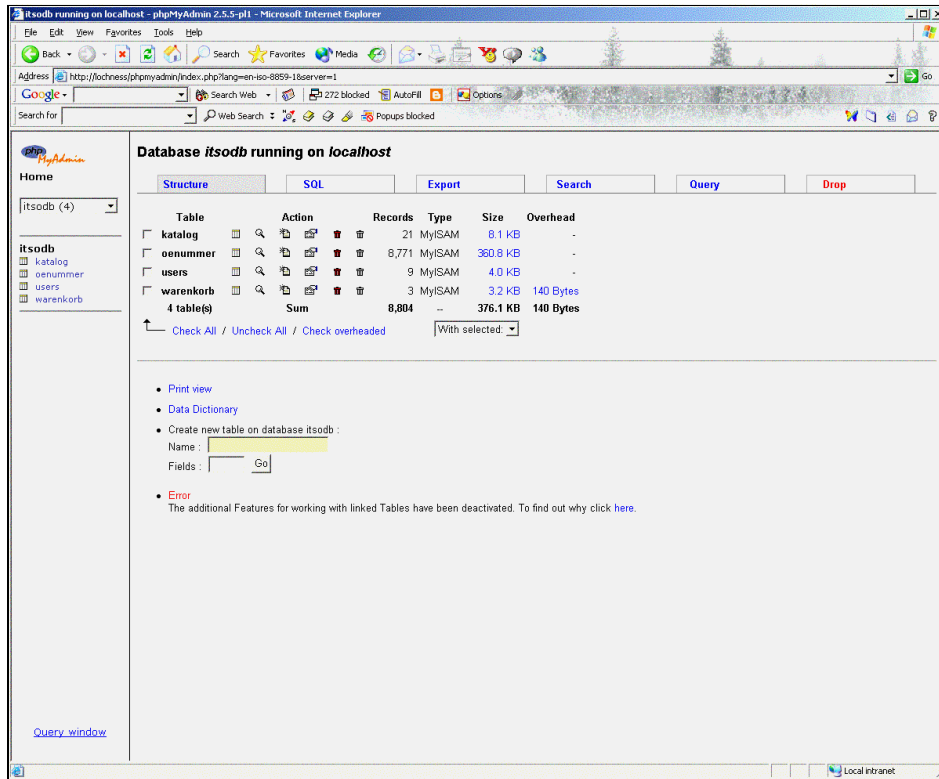 itsodb running on localhost - phpMyAdmin 2.5.5-pl1 - Microsoft Internet Explorer
File Edit View Favorites Tools Help
Back Search Favorites Media
Address http://lochness/phpmyadmin/index.php?lang=en-iso-8859-1&server=1 Go
Google Search Web 272 blocked AutoFill Options
Search for Web Search Popups blocked
php MyAdmin
Home
itsodb (4)
itsodb
katalog
oenummer
users
warenkorb
Query window
Database itsodb running on localhost
Structure SQL Export Search Query Drop
Table Action Records Type Size Overhead
katalog 21 MyISAM 8.1 KB -
oenummer 8,771 MyISAM 360.8 KB -
users 9 MyISAM 4.0 KB -
warenkorb 3 MyISAM 3.2 KB 140 Bytes
4 table(s) Sum 8,804 -- 376.1 KB 140 Bytes
Check All / Uncheck All / Check overheaded With selected:
Print view
Data Dictionary
Create new table on database itsodb :
Name :
Fields : Go
Error
The additional Features for working with linked Tables have been deactivated. To find out why click here.
Local intranet